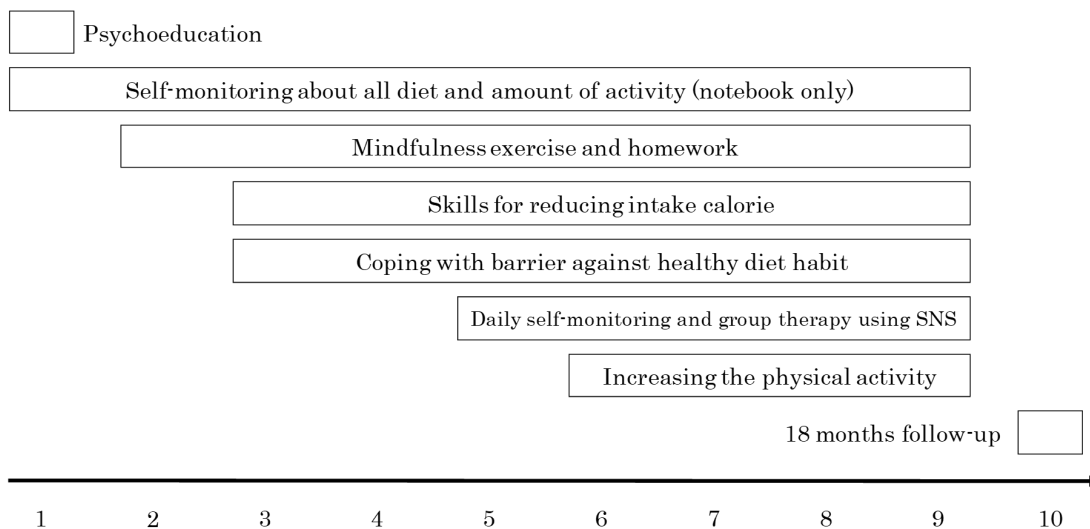 Psychoeducation
Self-monitoring about all diet and amount of activity (notebook only)
Mindfulness exercise and homework
Skills for reducing intake calorie
Coping with barrier against healthy diet habit
Daily self-monitoring and group therapy using SNS
Increasing the physical activity
18 months follow-up
1 2 3 4 5 6 7 8 9 10